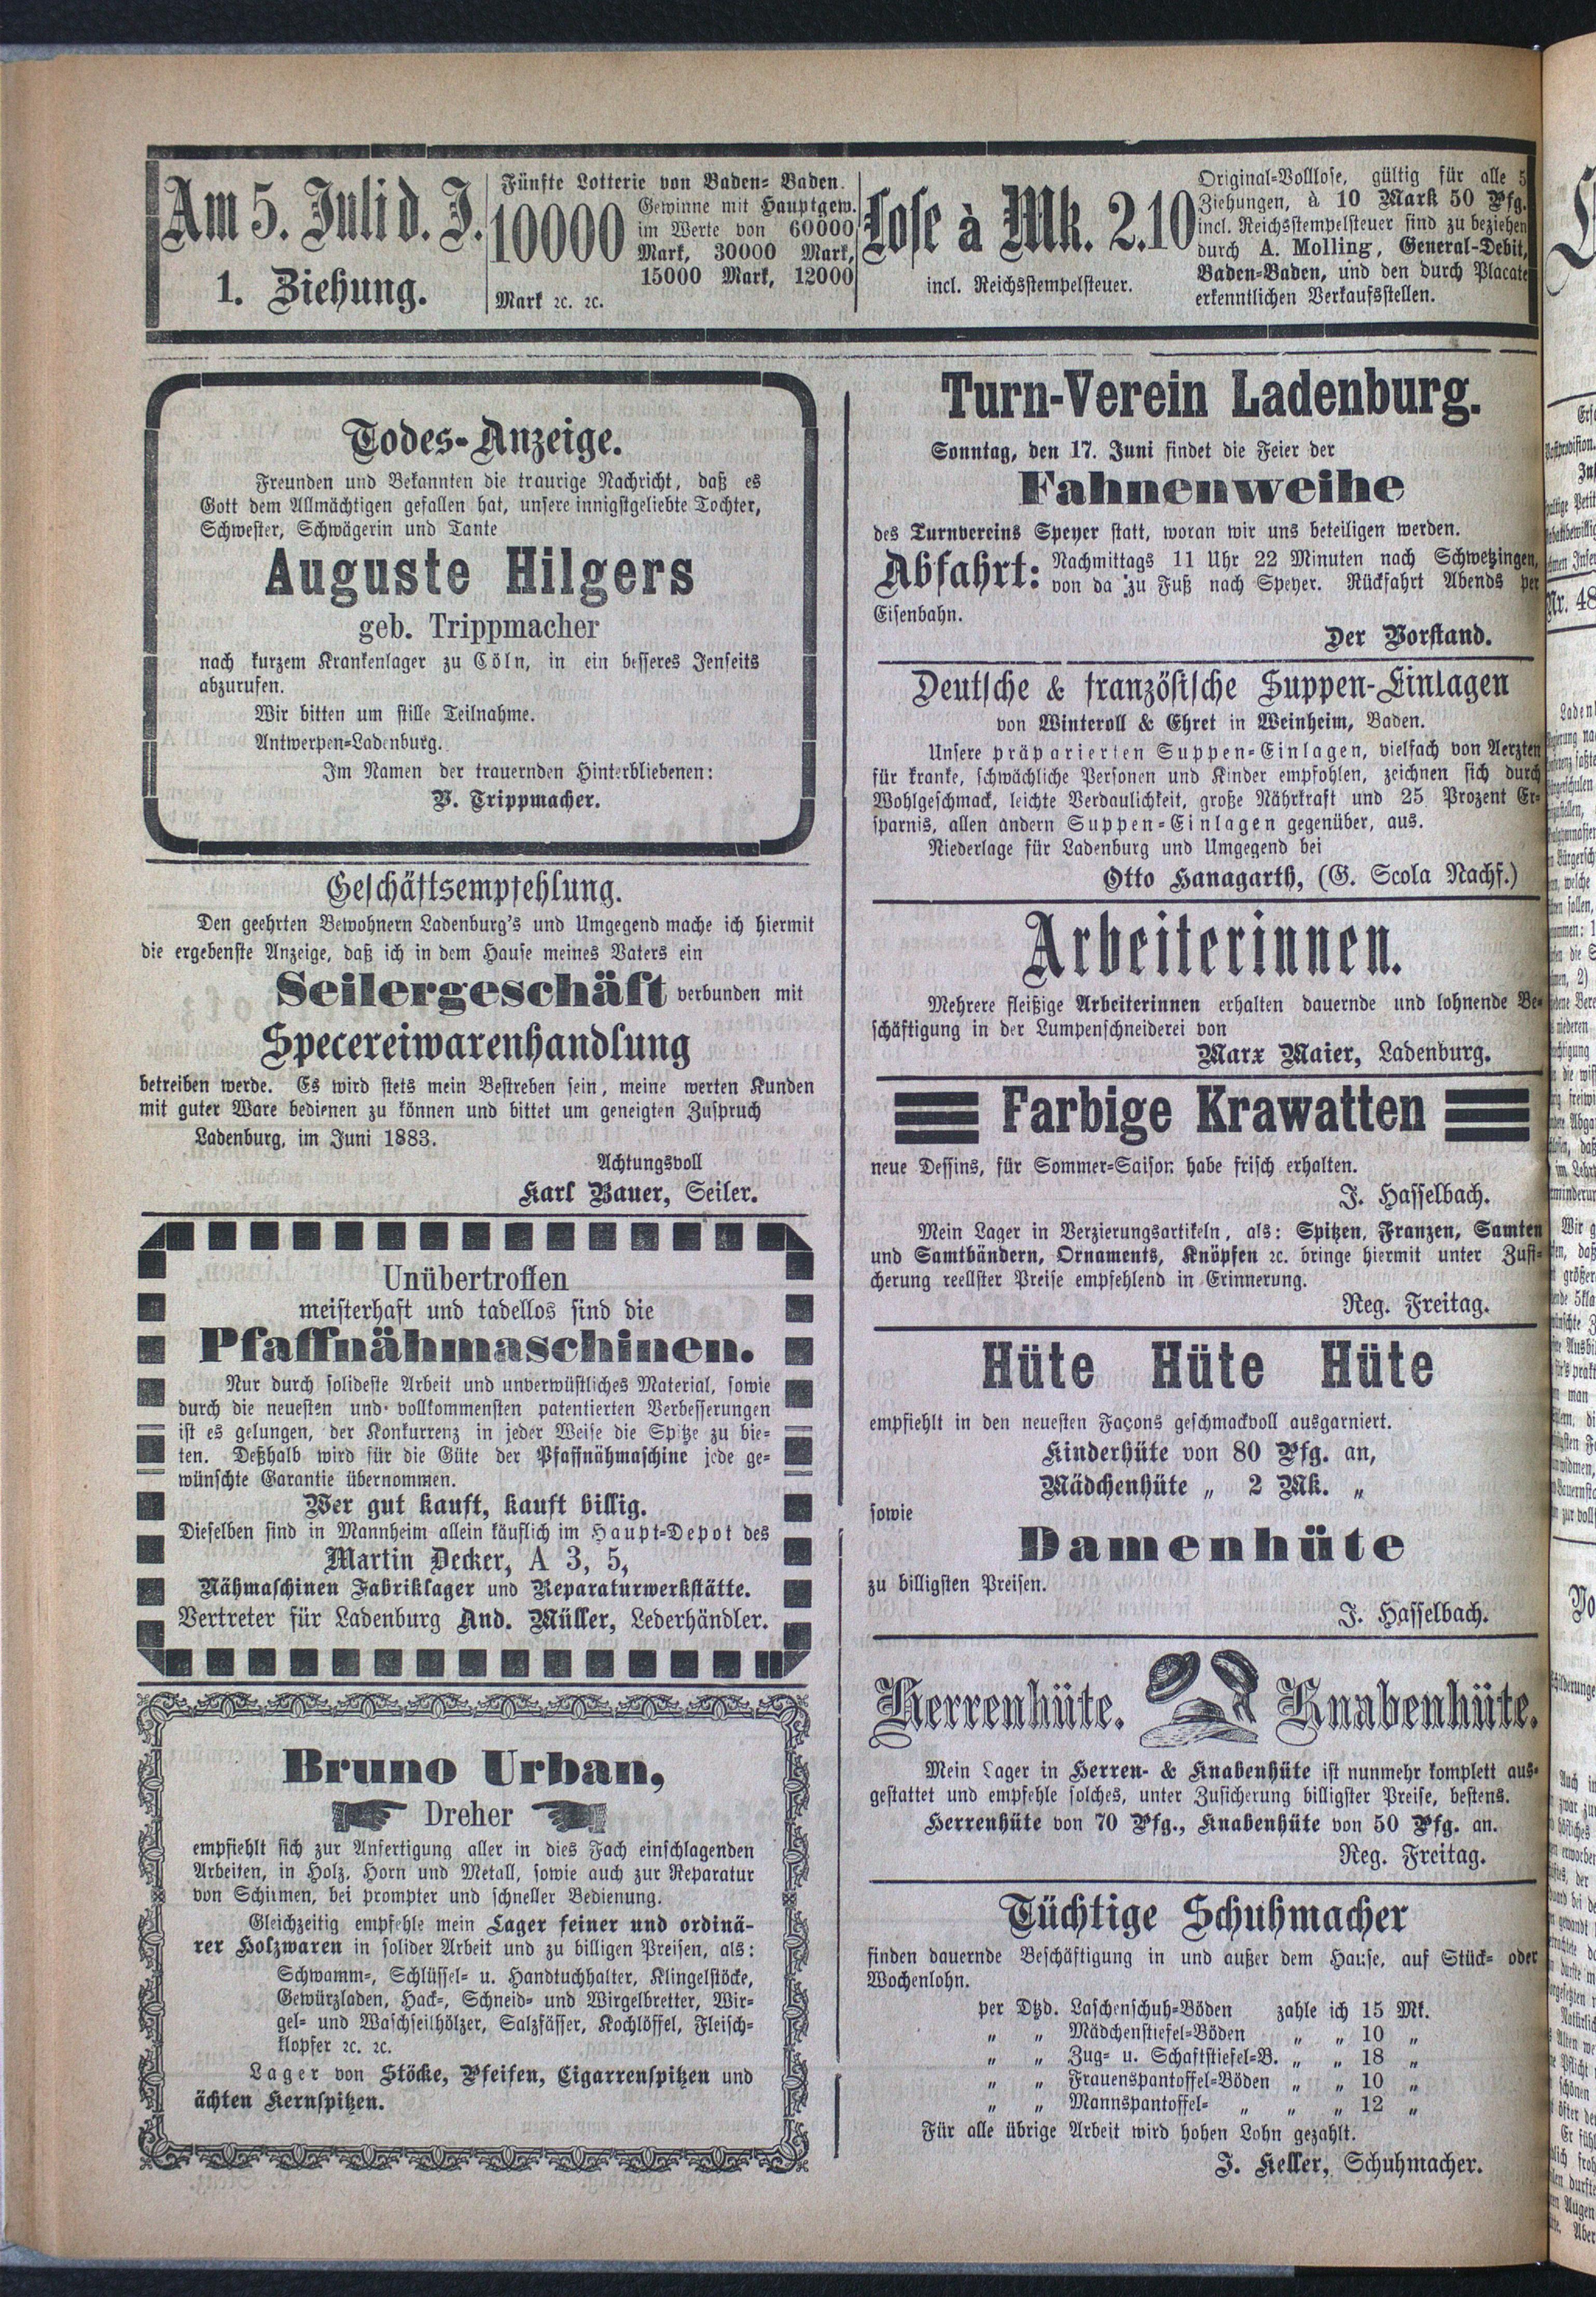 Am 5. Juli d. J.
1. Ziehung.
Fünfte Lotterie von Baden-Baden.
10000 Gewinne mit Hauptgew.
im Werte von 60000
Mark, 30000 Mark,
15000 Mark, 12000
Mark ꝛc. ꝛc.
Lose à Mk. 2.10
incl. Reichsstempelsteuer.
Original-Volllose, gültig für alle 5
Ziehungen, à 10 Mark 50 Pfg.
incl. Reichsstempelsteuer sind zu beziehen
durch A. Molling, General-Debit,
Baden-Baden, und den durch Placate
erkenntlichen Verkaufsstellen.
Todes-Anzeige.
Freunden und Bekannten die traurige Nachricht, daß es
Gott dem Allmächtigen gefallen hat, unsere innigstgeliebte Tochter,
Schwester, Schwägerin und Tante
Auguste Hilgers
geb. Trippmacher
nach kurzem Krankenlager zu Cöln, in ein besseres Jenseits
abzurufen.
Wir bitten um stille Teilnahme.
Antwerpen-Ladenburg.
Im Namen der trauernden Hinterbliebenen:
V. Trippmacher.
Geschäftsempfehlung.
Den geehrten Bewohnern Ladenburg's und Umgegend mache ich hiermit
die ergebenste Anzeige, daß ich in dem Hause meines Vaters ein
Seilergeschäft verbunden mit
Specereiwarenhandlung
betreiben werde. Es wird stets mein Bestreben sein, meine werten Kunden
mit guter Ware bedienen zu können und bittet um geneigten Zuspruch
Ladenburg, im Juni 1883.
Achtungsvoll
Karl Bauer, Seiler.
Unübertroffen
meisterhaft und tadellos sind die
Pfaffnähmaschinen.
Nur durch solideste Arbeit und unverwüstliches Material, sowie
durch die neuesten und vollkommensten patentierten Verbesserungen
ist es gelungen, der Konkurrenz in jeder Weise die Spitze zu bie-
ten. Deßhalb wird für die Güte der Pfaffnähmaschine jede ge-
wünschte Garantie übernommen.
Wer gut kauft, kauft billig.
Dieselben sind in Mannheim allein käuflich im Haupt-Depot des
Martin Decker, A 3, 5,
Nähmaschinen Fabriklager und Reparaturwerkstätte.
Vertreter für Ladenburg And. Müller, Lederhändler.
Bruno Urban,
Dreher
empfiehlt sich zur Anfertigung aller in dies Fach einschlagenden
Arbeiten, in Holz, Horn und Metall, sowie auch zur Reparatur
von Schirmen, bei prompter und schneller Bedienung.
Gleichzeitig empfehle mein Lager feiner und ordinä-
rer Holzwaren in solider Arbeit und zu billigen Preisen, als:
Schwamm-, Schlüssel- u. Handtuchhalter, Klingelstöcke,
Gewürzladen, Hack-, Schneid- und Wirgelbretter, Wir-
gel- und Waschseilhölzer, Salzfässer, Kochlöffel, Fleisch-
klopfer ꝛc. ꝛc.
Lager von Stöcke, Pfeifen, Cigarrenspitzen und
ächten Kernspitzen.
Turn-Verein Ladenburg.
Sonntag, den 17. Juni findet die Feier der
Fahnenweihe
des Turnvereins Speyer statt, woran wir uns beteiligen werden.
Abfahrt: Nachmittags 11 Uhr 22 Minuten nach Schwetzingen,
von da zu Fuß nach Speyer. Rückfahrt Abends per
Eisenbahn.
Der Vorstand.
Deutsche & französische Suppen-Einlagen
von Winteroll & Ehret in Weinheim, Baden.
Unsere präparierten Suppen-Einlagen, vielfach von Aerzten
für kranke, schwächliche Personen und Kinder empfohlen, zeichnen sich durch
Wohlgeschmack, leichte Verdaulichkeit, große Nährkraft und 25 Prozent Er-
sparnis, allen andern Suppen-Einlagen gegenüber, aus.
Niederlage für Ladenburg und Umgegend bei
Otto Hanagarth, (G. Scola Nachf.)
Arbeiterinnen.
Mehrere fleißige Arbeiterinnen erhalten dauernde und lohnende Be-
schäftigung in der Lumpenschneiderei von
Marx Maier, Ladenburg.
Farbige Krawatten
neue Dessins, für Sommer-Saison habe frisch erhalten.
J. Hasselbach.
Mein Lager in Verzierungsartikeln, als: Spitzen, Franzen, Samten
und Samtbändern, Ornaments, Knöpfen ꝛc. bringe hiermit unter Zusi-
cherung reellster Preise empfehlend in Erinnerung.
Reg. Freitag.
Hüte Hüte Hüte
empfiehlt in den neuesten Façons geschmackvoll ausgarniert.
Kinderhüte von 80 Pfg. an,
Mädchenhüte „ 2 Mk. „
sowie
Damenhüte
zu billigsten Preisen.
J. Hasselbach.
Herrenhüte. Knabenhüte.
Mein Lager in Herren- & Knabenhüte ist nunmehr komplett aus-
gestattet und empfehle solches, unter Zusicherung billigster Preise, bestens.
Herrenhüte von 70 Pfg., Knabenhüte von 50 Pfg. an.
Reg. Freitag.
Tüchtige Schuhmacher
finden dauernde Beschäftigung in und außer dem Hause, auf Stück- oder
Wochenlohn.
per Dtzd. Laschenschuh-Böden zahle ich 15 Mk.
„ „ Mädchenstiefel-Böden „ „ 10 „
„ „ Zug- u. Schaftstiefel-B. „ „ 18 „
„ „ Frauenspantoffel-Böden „ „ 10 „
„ „ Mannspantoffel- „ „ „ 12 „
Für alle übrige Arbeit wird hohen Lohn gezahlt.
J. Keller, Schuhmacher.
Nr. 48